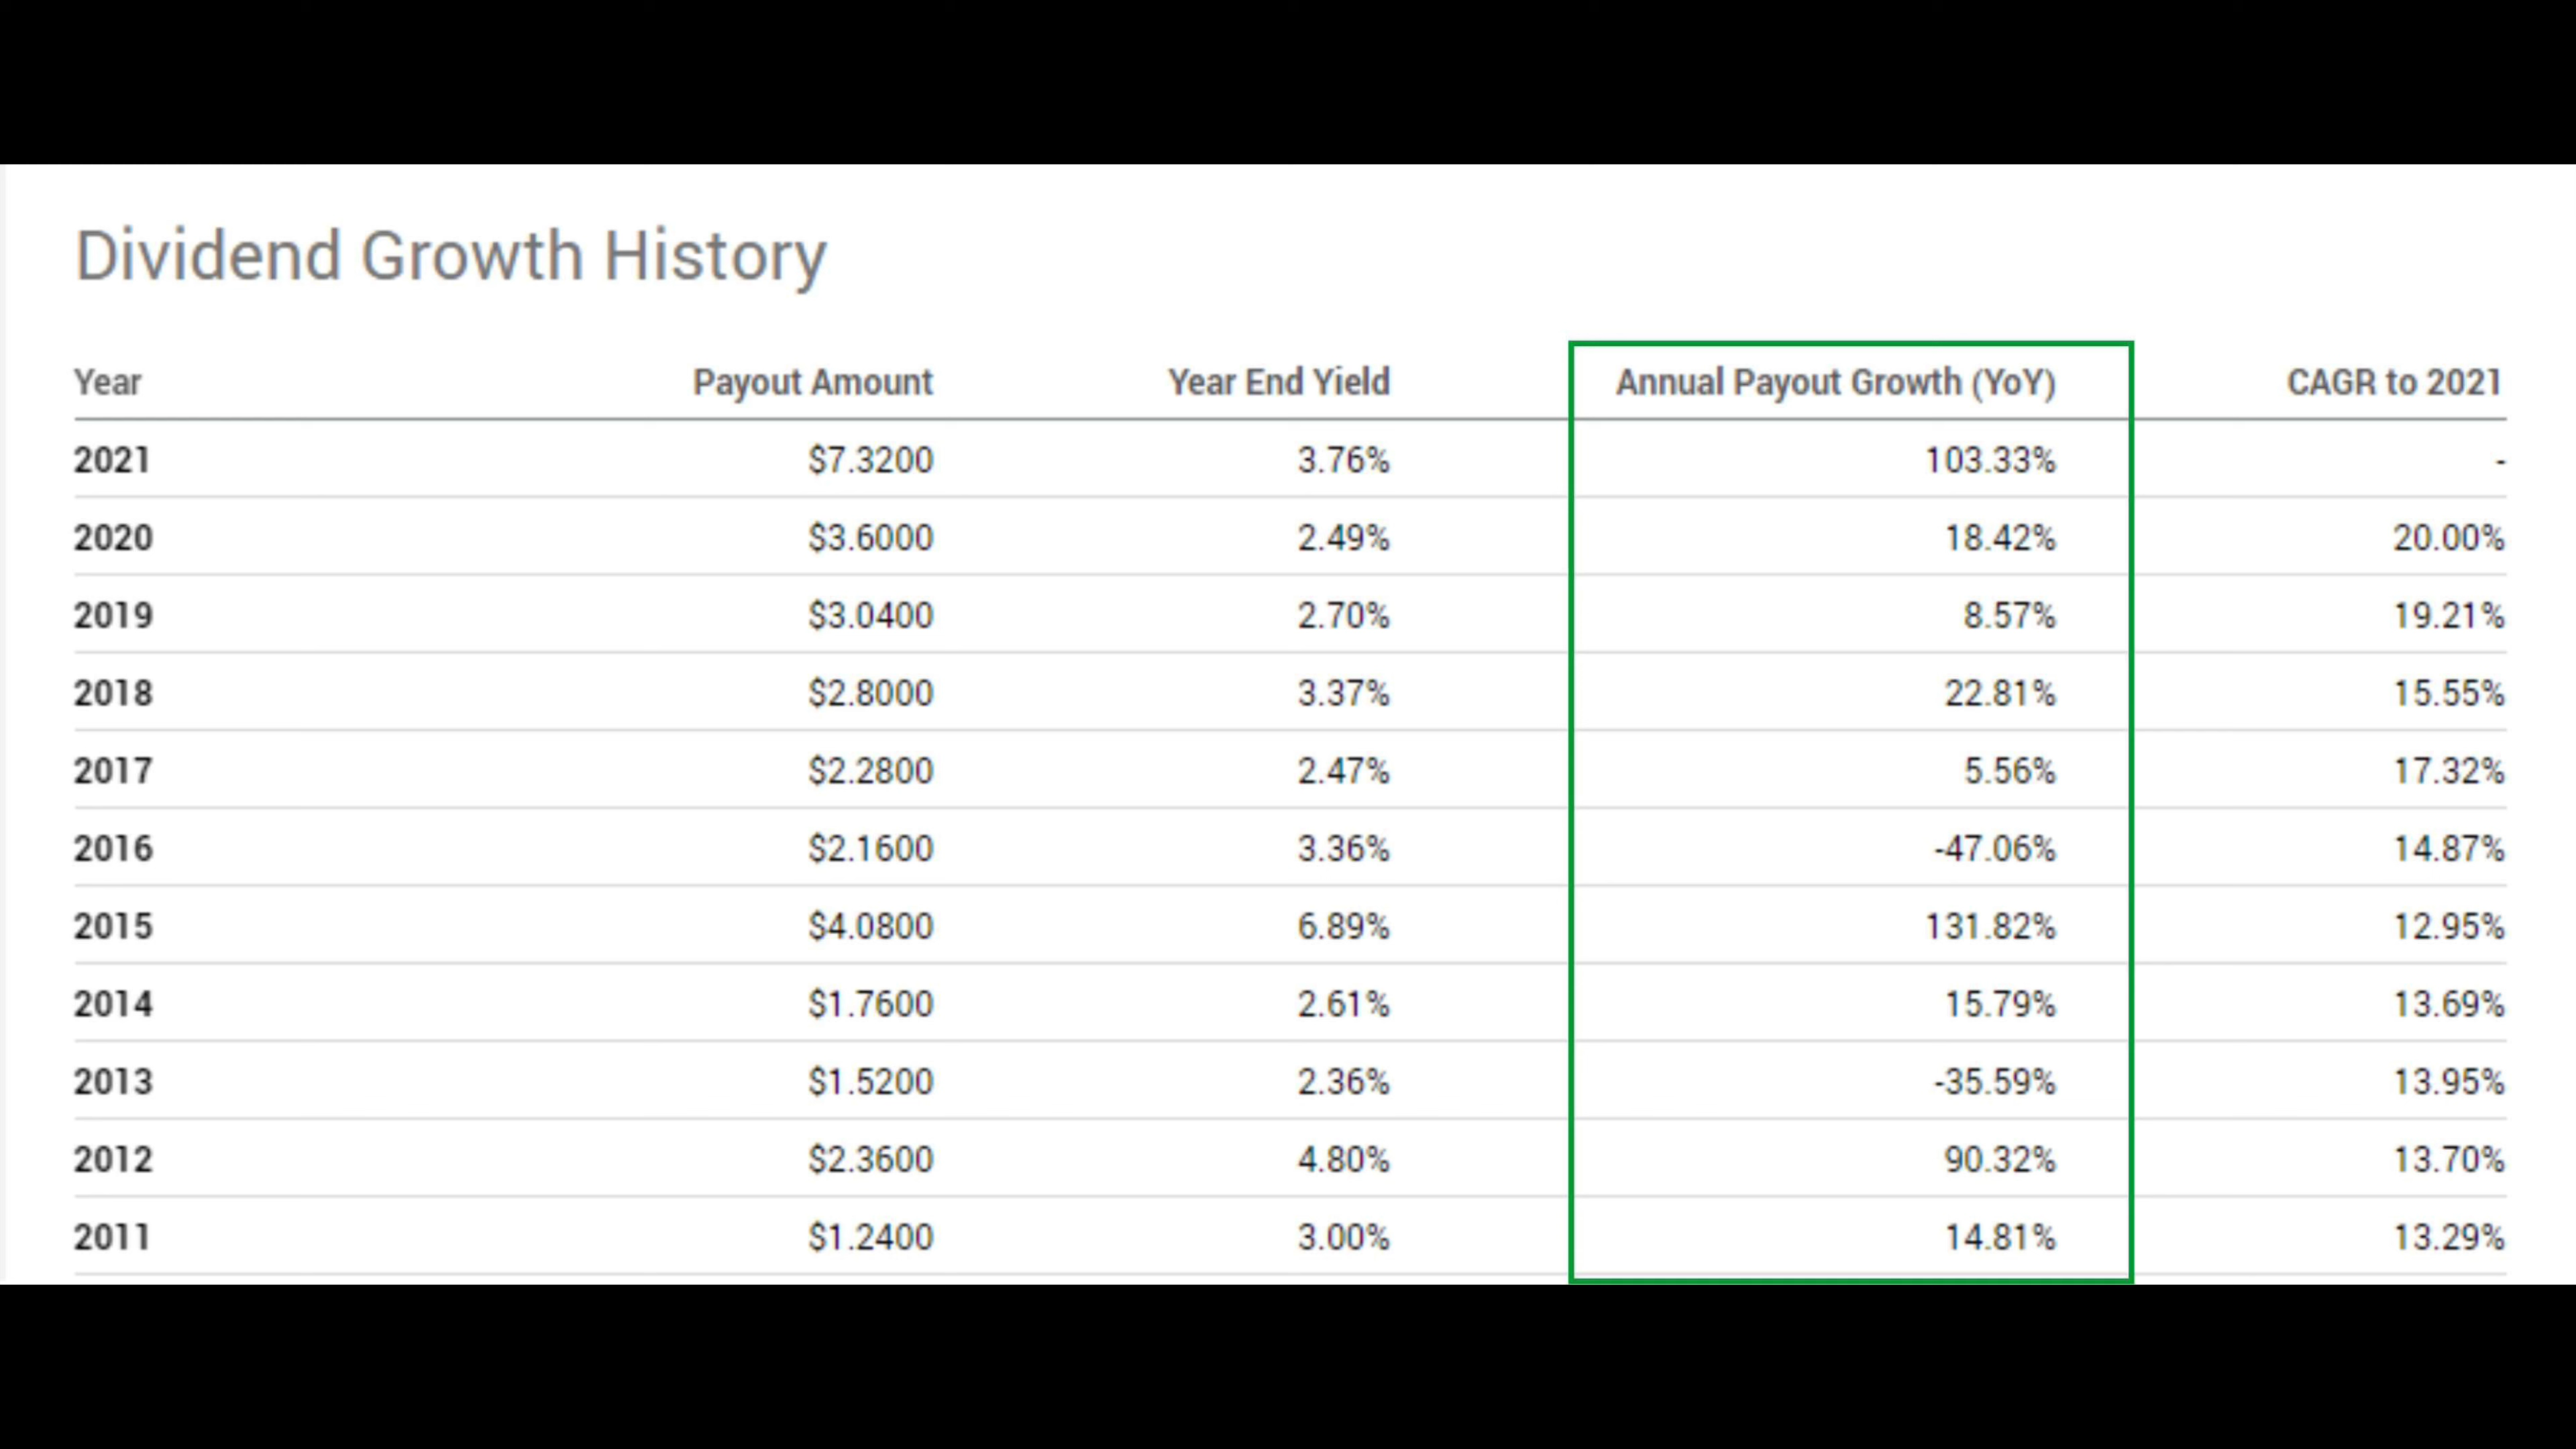 Dividend Growth History
Year Payout Amount Year End Yield Annual Payout Growth (YoY) CAGR to 2021
2021 $7.3200 3.76% 103.33% -
2020 $3.6000 2.49% 18.42% 20.00%
2019 $3.0400 2.70% 8.57% 19.21%
2018 $2.8000 3.37% 22.81% 15.55%
2017 $2.2800 2.47% 5.56% 17.32%
2016 $2.1600 3.36% -47.06% 14.87%
2015 $4.0800 6.89% 131.82% 12.95%
2014 $1.7600 2.61% 15.79% 13.69%
2013 $1.5200 2.36% -35.59% 13.95%
2012 $2.3600 4.80% 90.32% 13.70%
2011 $1.2400 3.00% 14.81% 13.29%